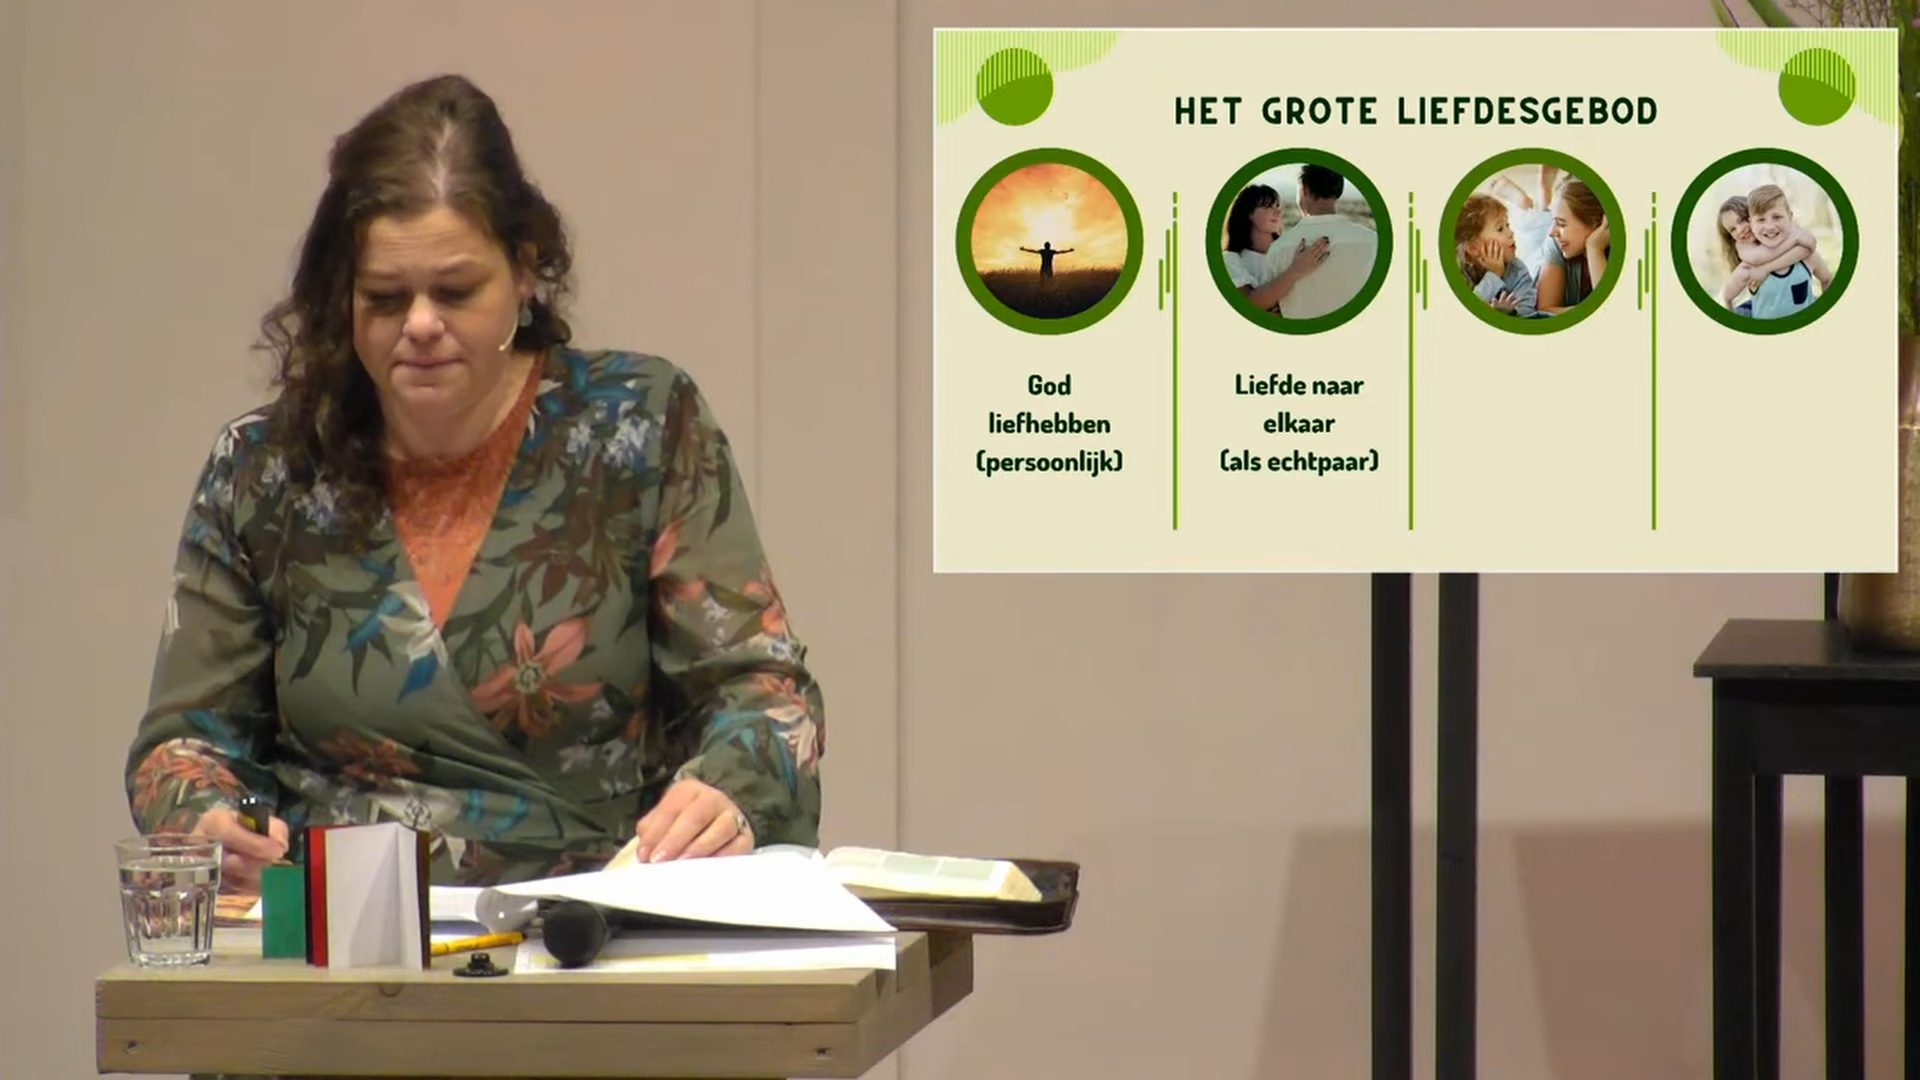 HET GROTE LIEFDESGEBOD
God
liefhebben
(persoonlijk)
Liefde naar
elkaar
(als echtpaar)